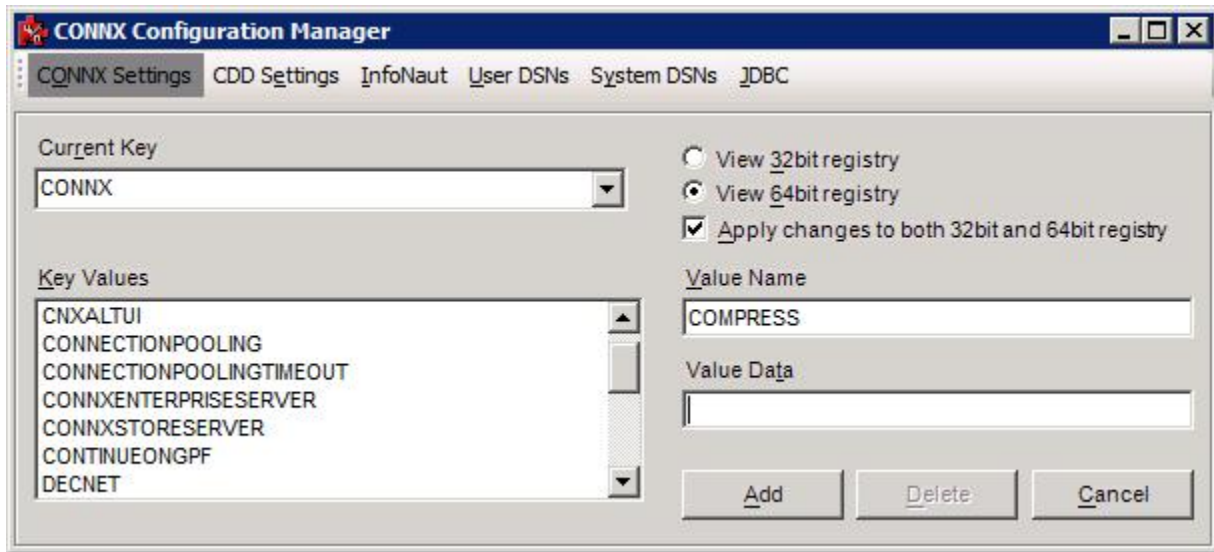 CONNX Configuration Manager
CONNX Settings CDD Settings InfoNaut User DSNs System DSNs JDBC
Current Key
CONNX
View 32bit registry
View 64bit registry
Apply changes to both 32bit and 64bit registry
Key Values
CNXALTUI
CONNECTIONPOOLING
CONNECTIONPOOLINGTIMEOUT
CONNXENTERPRISESERVER
CONNXSTORESERVER
CONTINUEONGPF
DECNET
Value Name
COMPRESS
Value Data
Add Delete Cancel